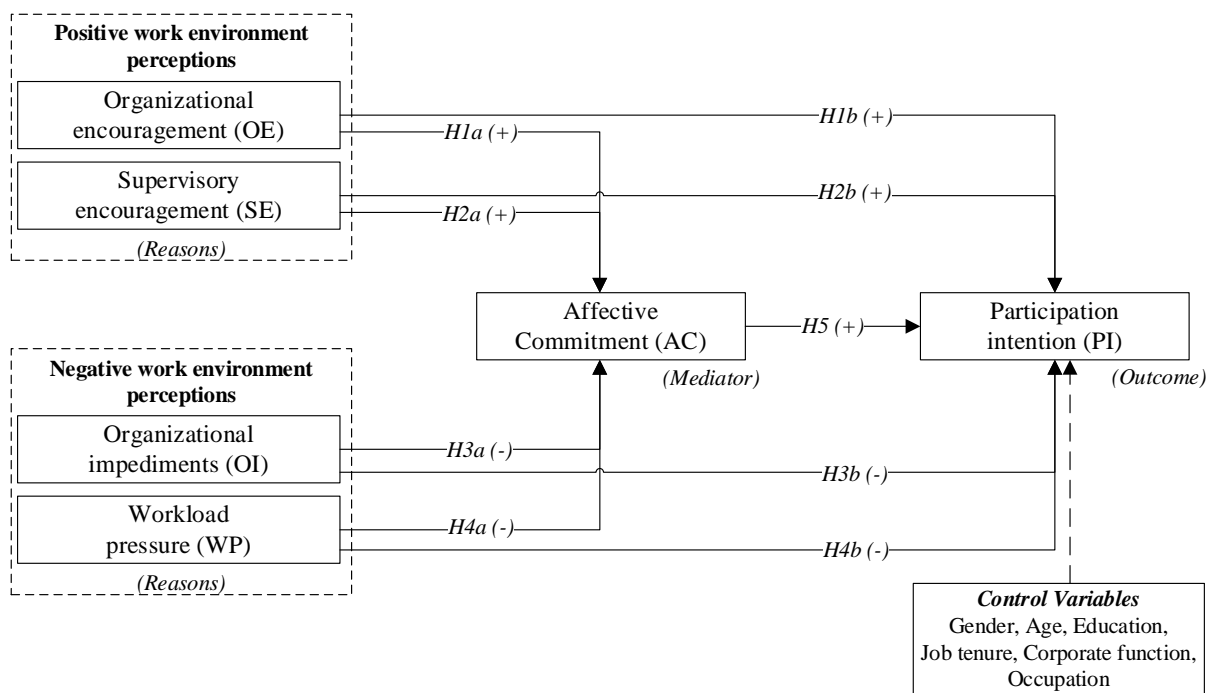 Positive work environment
perceptions
Organizational
encouragement (OE)
Supervisory
encouragement (SE)
(Reasons)
H1b (+)
H1a (+)
H2b (+)
H2a (+)
Affective
Commitment (AC)
(Mediator)
H5 (+)
Participation
intention (PI)
(Outcome)
Negative work environment
perceptions
Organizational
impediments (OI)
Workload
pressure (WP)
(Reasons)
H3a (-)
H3b (-)
H4a (-)
H4b (-)
Control Variables
Gender, Age, Education,
Job tenure, Corporate function,
Occupation